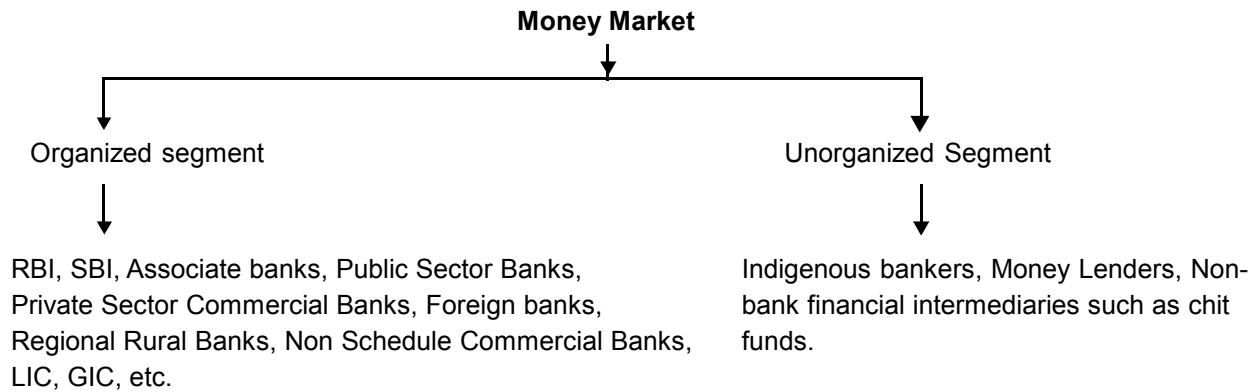 Money Market
Organized segment
Unorganized Segment
RBI, SBI, Associate banks, Public Sector Banks,
Private Sector Commercial Banks, Foreign banks,
Regional Rural Banks, Non Schedule Commercial Banks,
LIC, GIC, etc.
Indigenous bankers, Money Lenders, Non-
bank financial intermediaries such as chit
funds.